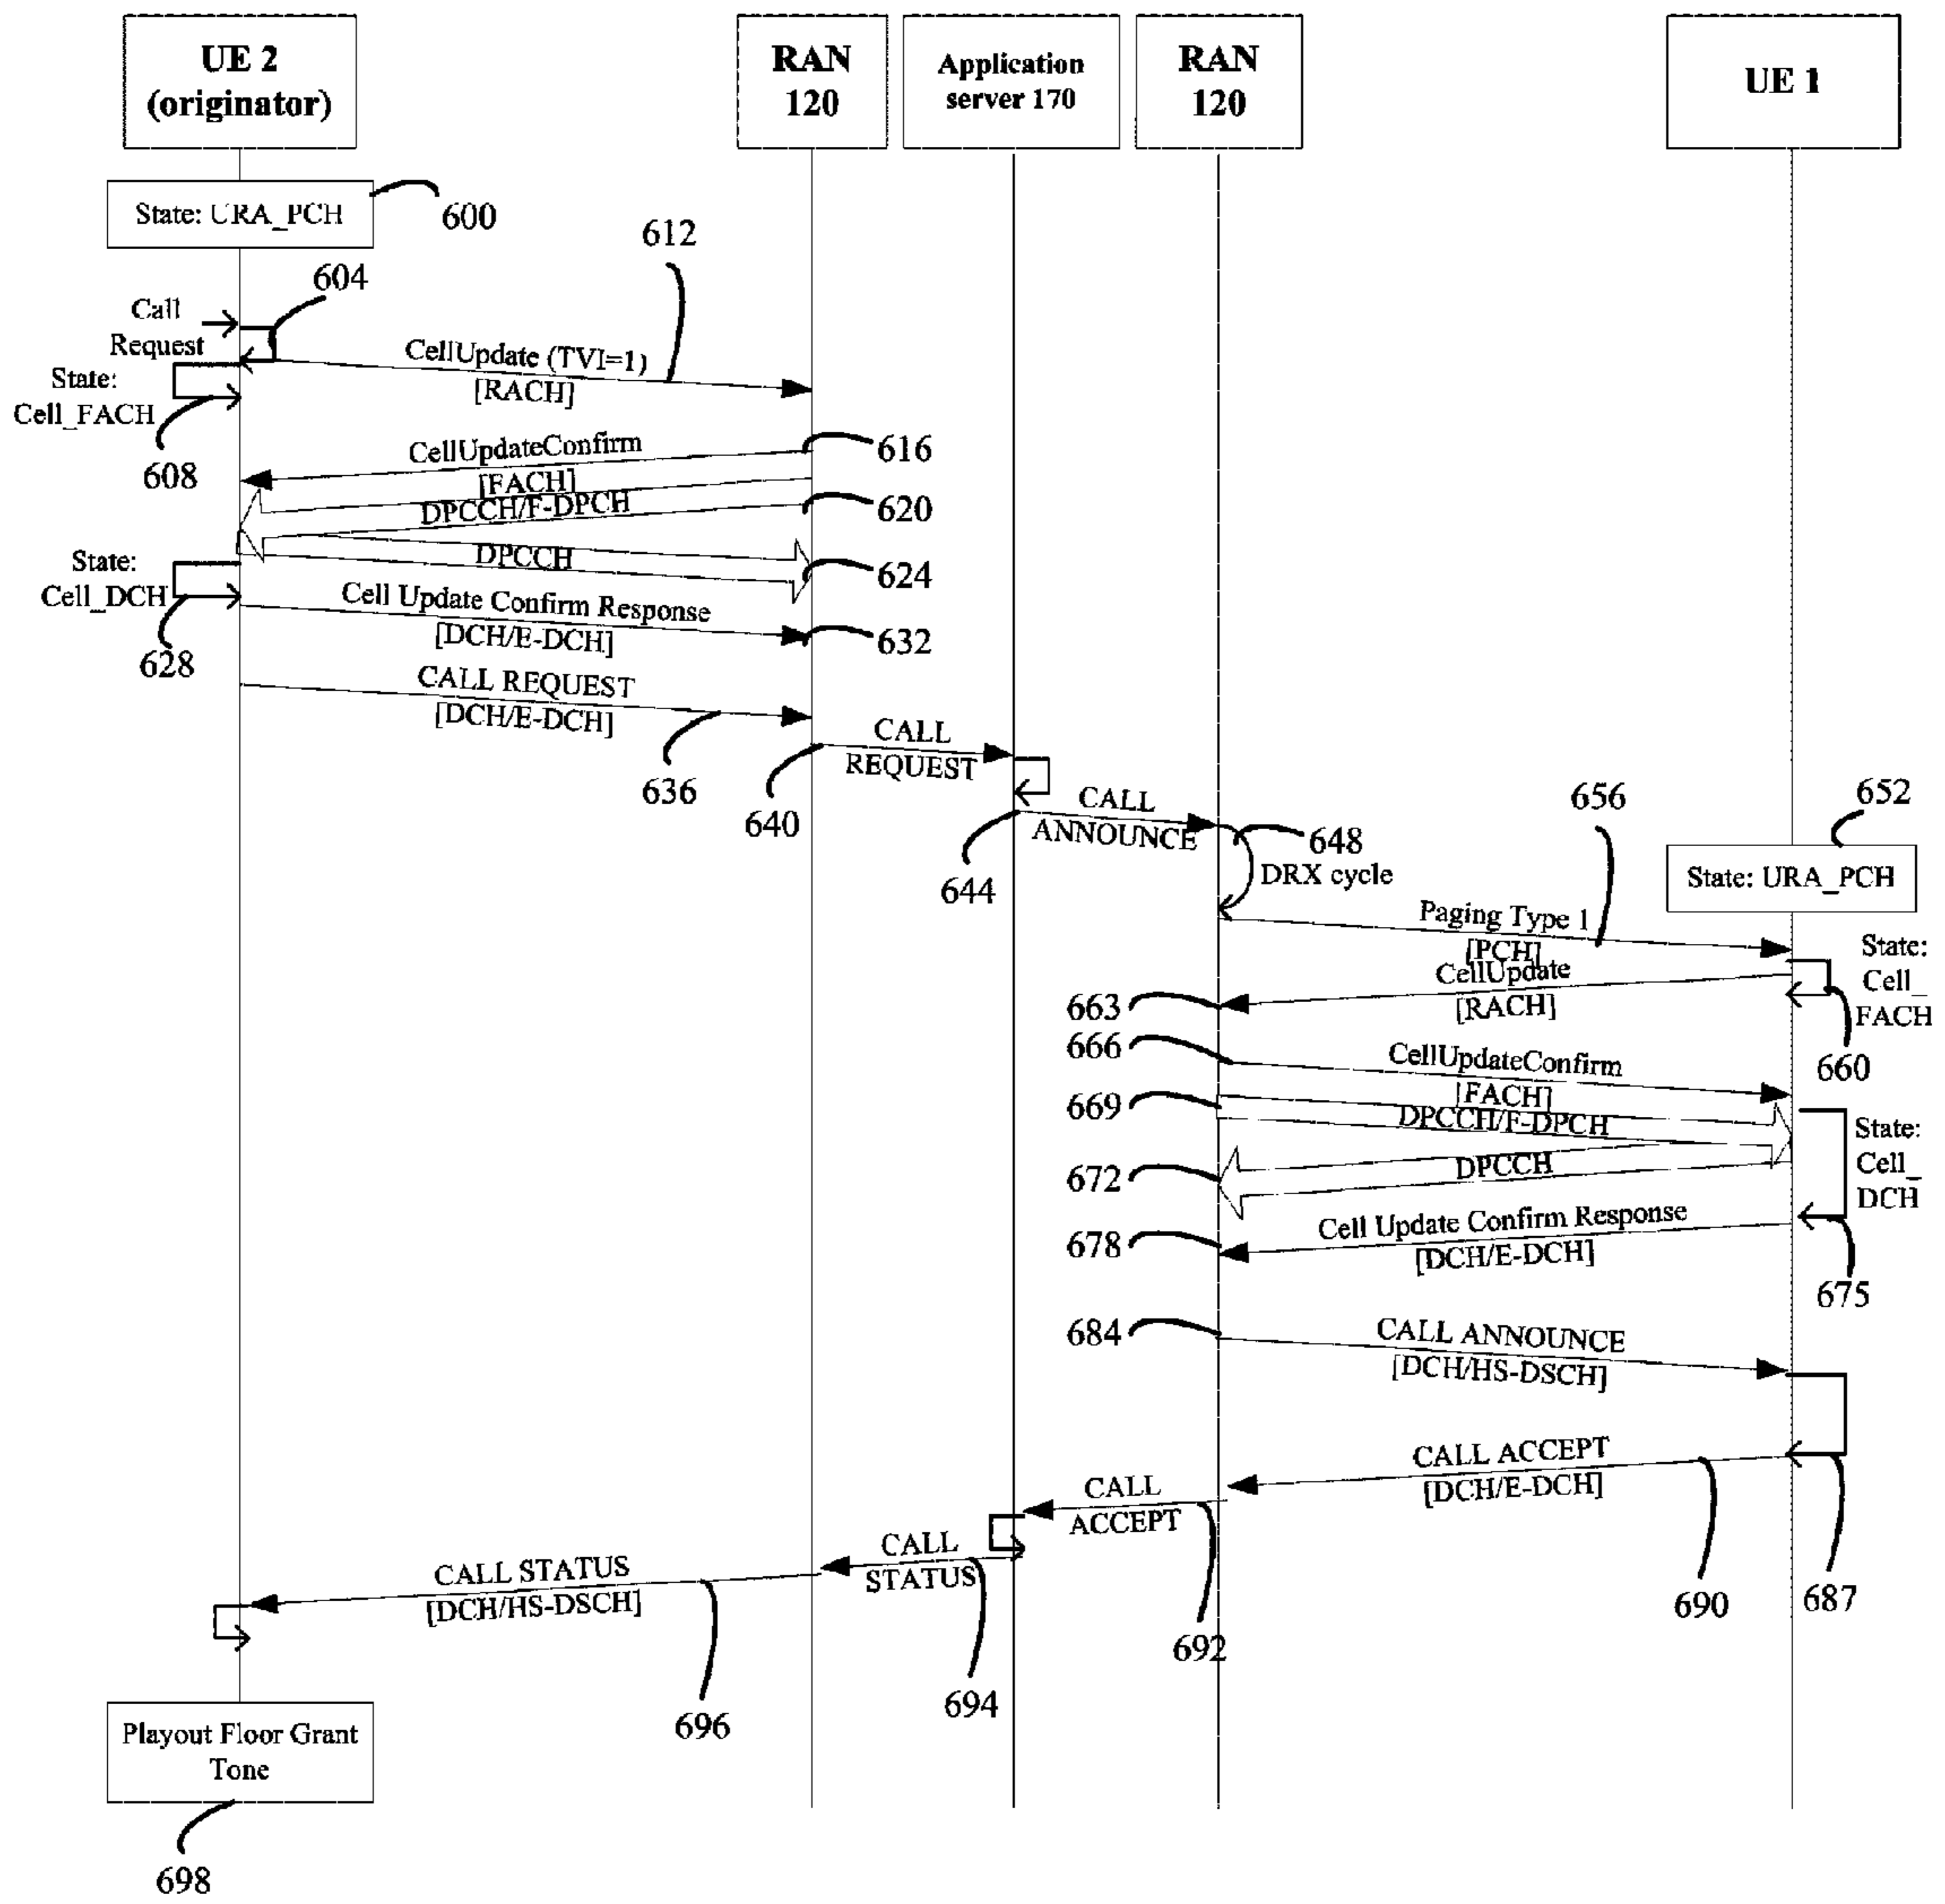 UE 2
(originator)
RAN
120
Application
server 170
RAN
120
UE 1
State: URA_PCH
600
612
604
Call
Request
CellUpdate (TVI=1)
[RACH]
State:
Cell_FACH
608
CellUpdateConfirm
[FACH]
616
DPCCH/F-DPCH
620
DPCCH
624
State:
Cell_DCH
628
Cell Update Confirm Response
[DCH/E-DCH]
632
CALL REQUEST
[DCH/E-DCH]
636
CALL
REQUEST
640
CALL
ANNOUNCE
644
648
DRX cycle
656
652
State: URA_PCH
Paging Type 1
[PCH]
State:
Cell_
FACH
CellUpdate
[RACH]
663
660
666
CellUpdateConfirm
[FACH]
669
DPCCH/F-DPCH
State:
Cell_
DCH
672
DPCCH
678
Cell Update Confirm Response
[DCH/E-DCH]
675
684
CALL ANNOUNCE
[DCH/HS-DSCH]
CALL ACCEPT
[DCH/E-DCH]
690
687
CALL
ACCEPT
692
CALL
STATUS
694
CALL STATUS
[DCH/HS-DSCH]
696
Playout Floor Grant
Tone
698